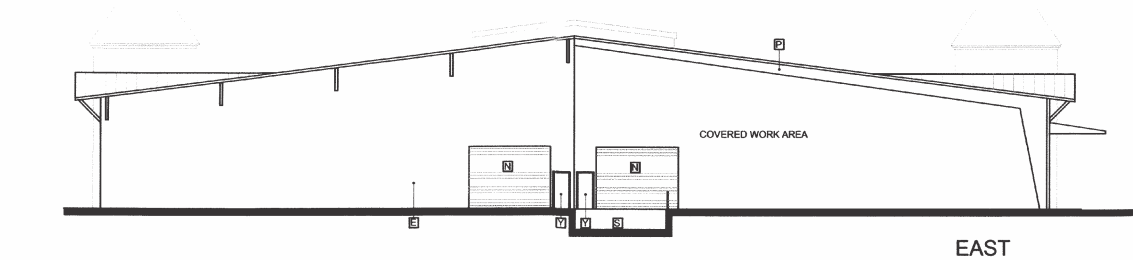 P
COVERED WORK AREA
N N
E Y Y S
EAST